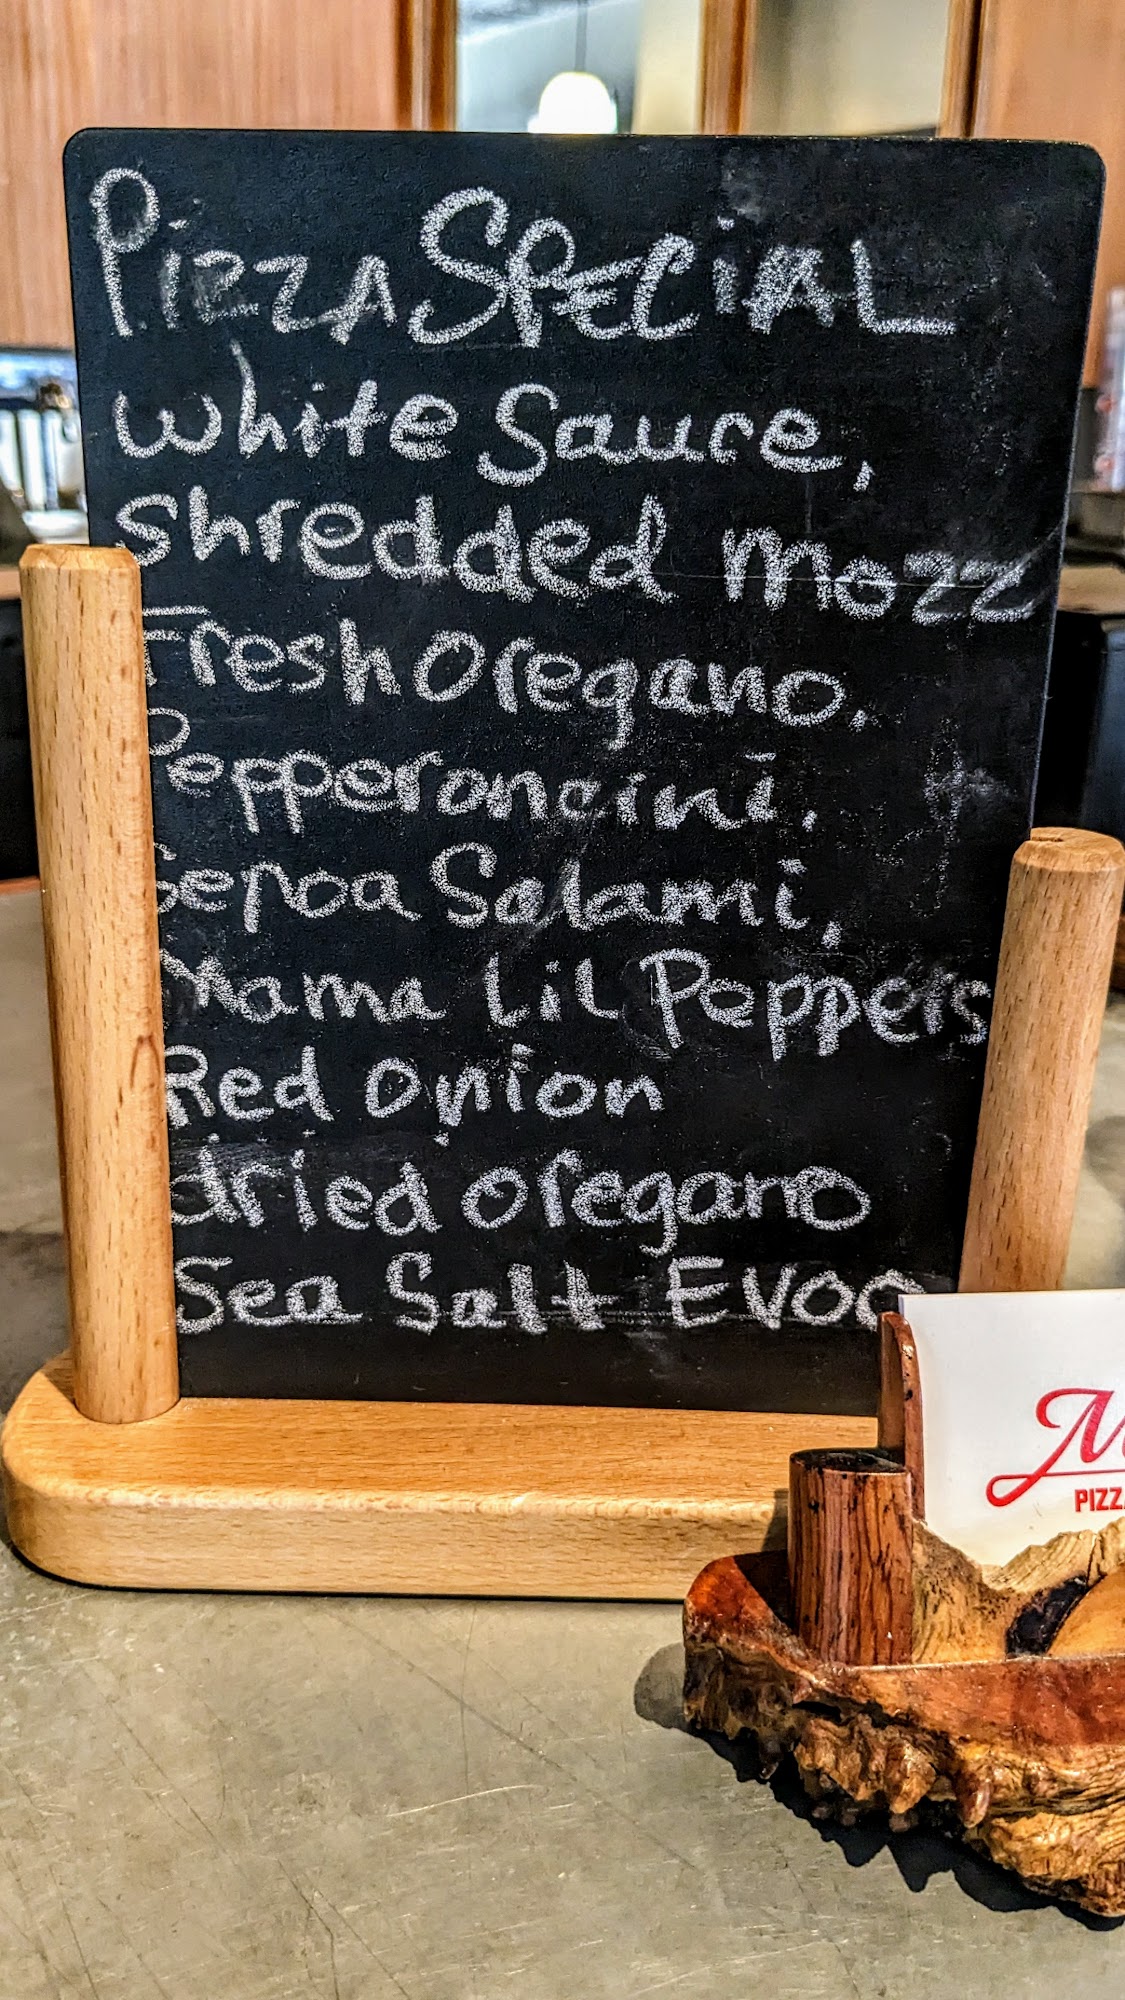 Pizza SPECiAL
white Sauce,
shredded mozz
Fresh Oregano,
Pepperoncini,
Genoa Salami,
Mama Lil Peppers
Red Onion
dried oregano
Sea Salt EVOO
M
PIZZ